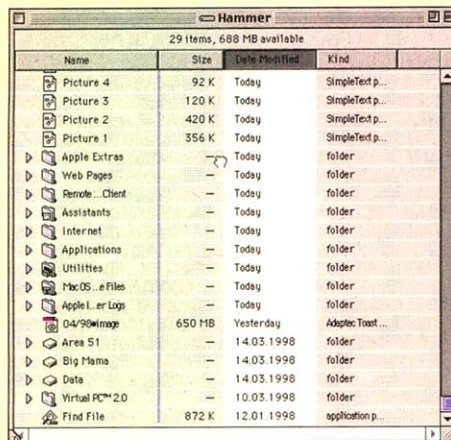 Hammer
29 items, 688 MB available
Name Size Date Modified Kind
Picture 4 92 K Today SimpleText p...
Picture 3 120 K Today SimpleText p...
Picture 2 420 K Today SimpleText p...
Picture 1 356 K Today SimpleText p...
Apple Extras – Today folder
Web Pages – Today folder
Remote ...Client – Today folder
Assistants – Today folder
Internet – Today folder
Applications – Today folder
Utilities – Today folder
Mac OS ...e Files – Today folder
Apple l...er Logs – Today folder
04/98•image 650 MB Yesterday Adaptec Toast ...
Area 51 – 14.03.1998 folder
Big Mama – 14.03.1998 folder
Data – 14.03.1998 folder
Virtual PC™ 2.0 – 10.03.1998 folder
Find File 872 K 12.01.1998 application p...